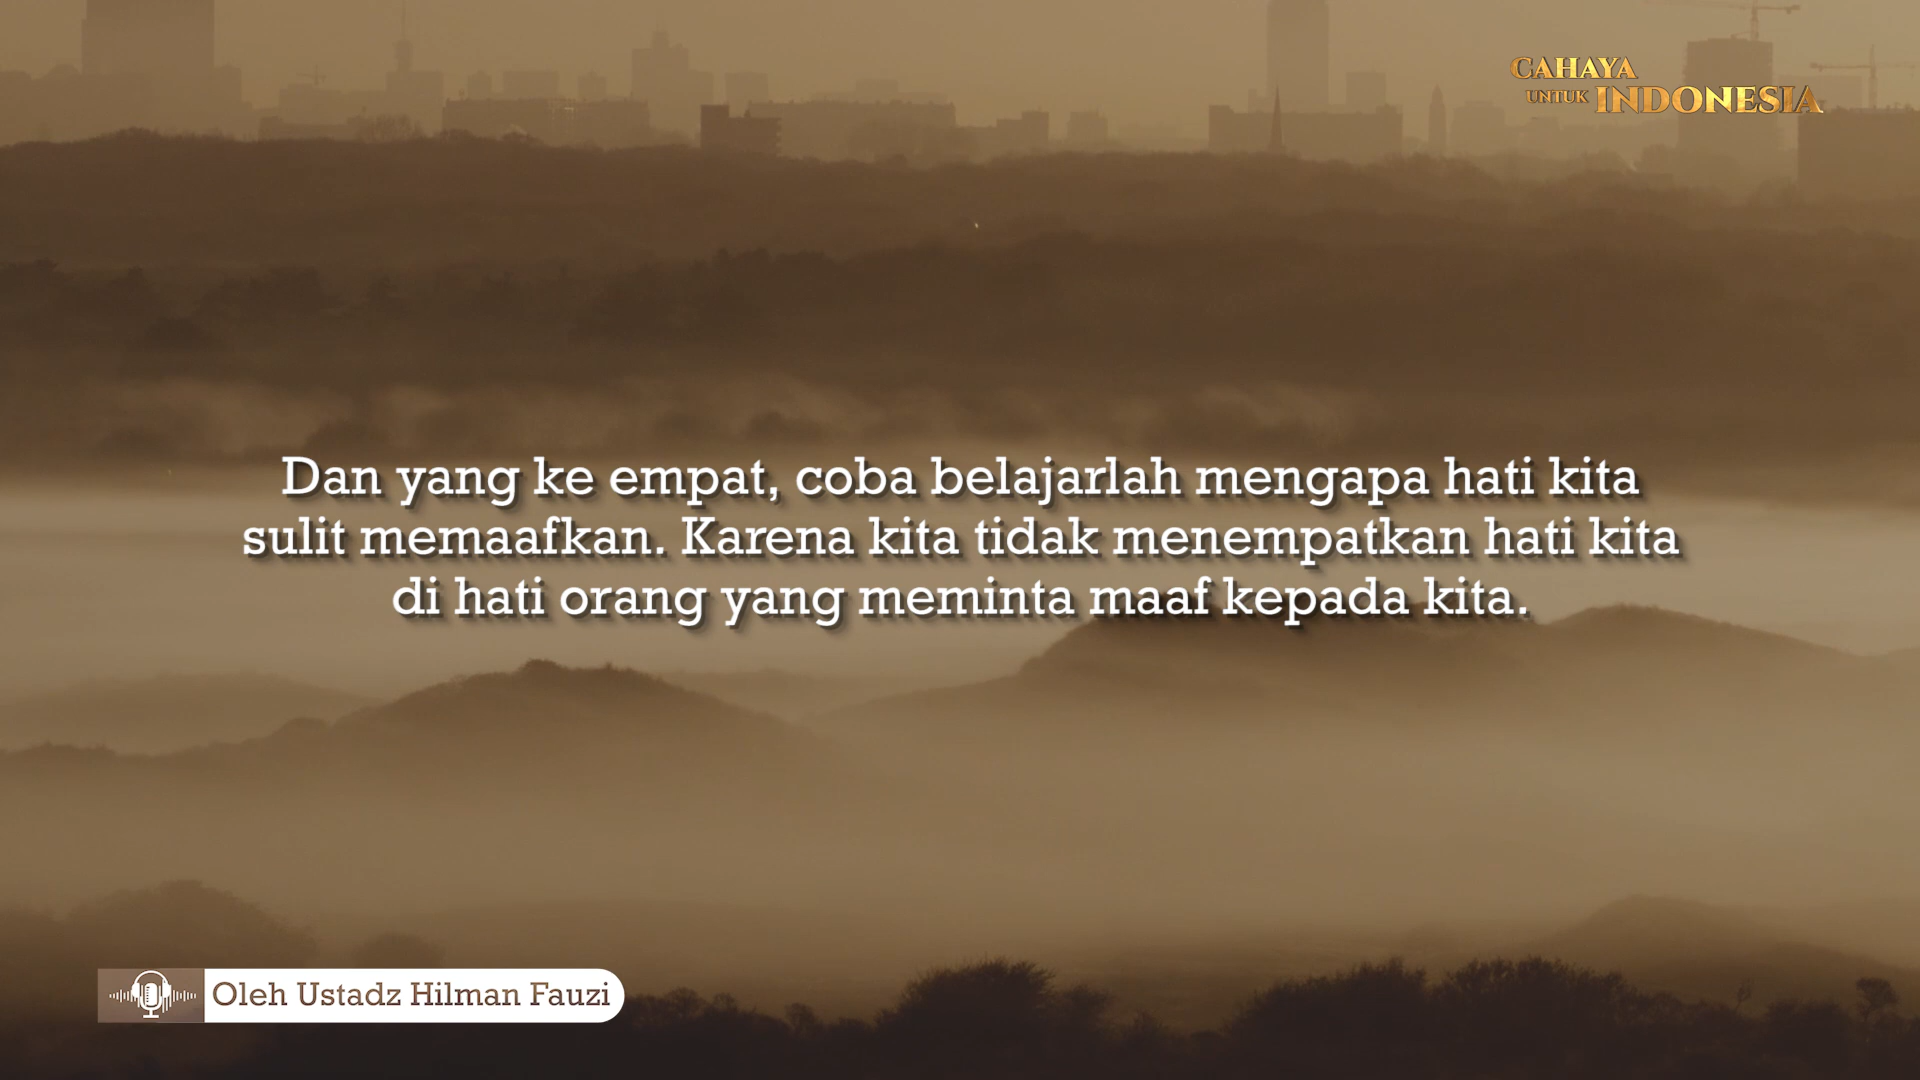 CAHAYA
UNTUK INDONESIA
Dan yang ke empat, coba belajarlah mengapa hati kita
sulit memaafkan. Karena kita tidak menempatkan hati kita
di hati orang yang meminta maaf kepada kita.
Oleh Ustadz Hilman Fauzi